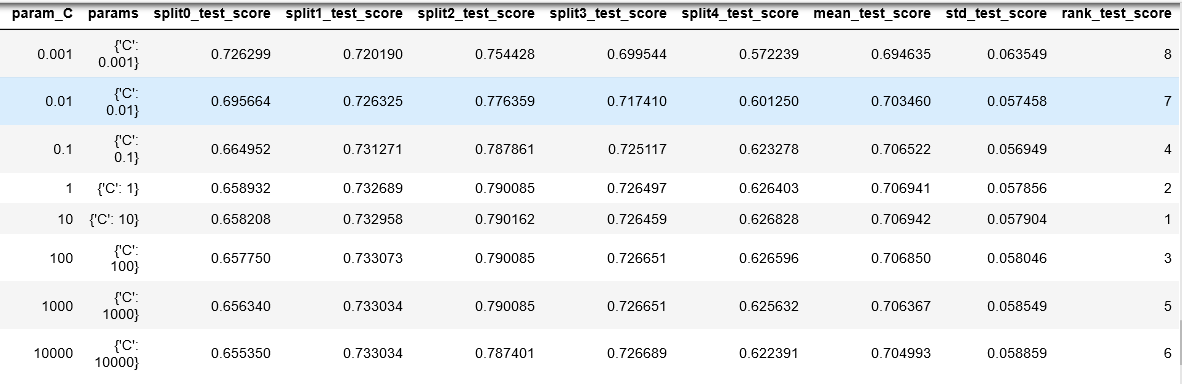 param_C params split0_test_score split1_test_score split2_test_score split3_test_score split4_test_score mean_test_score std_test_score rank_test_score
0.001 {'C': 0.001} 0.726299 0.720190 0.754428 0.699544 0.572239 0.694635 0.063549 8
0.01 {'C': 0.01} 0.695664 0.726325 0.776359 0.717410 0.601250 0.703460 0.057458 7
0.1 {'C': 0.1} 0.664952 0.731271 0.787861 0.725117 0.623278 0.706522 0.056949 4
1 {'C': 1} 0.658932 0.732689 0.790085 0.726497 0.626403 0.706941 0.057856 2
10 {'C': 10} 0.658208 0.732958 0.790162 0.726459 0.626828 0.706942 0.057904 1
100 {'C': 100} 0.657750 0.733073 0.790085 0.726651 0.626596 0.706850 0.058046 3
1000 {'C': 1000} 0.656340 0.733034 0.790085 0.726651 0.625632 0.706367 0.058549 5
10000 {'C': 10000} 0.655350 0.733034 0.787401 0.726689 0.622391 0.704993 0.058859 6